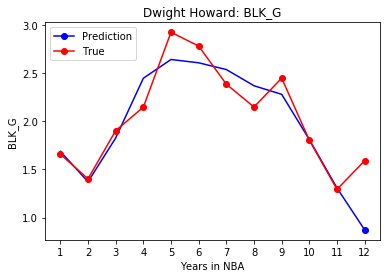 Dwight Howard: BLK_G
Prediction
True
BLK_G
3.0
2.5
2.0
1.5
1.0
1 2 3 4 5 6 7 8 9 10 11 12
Years in NBA